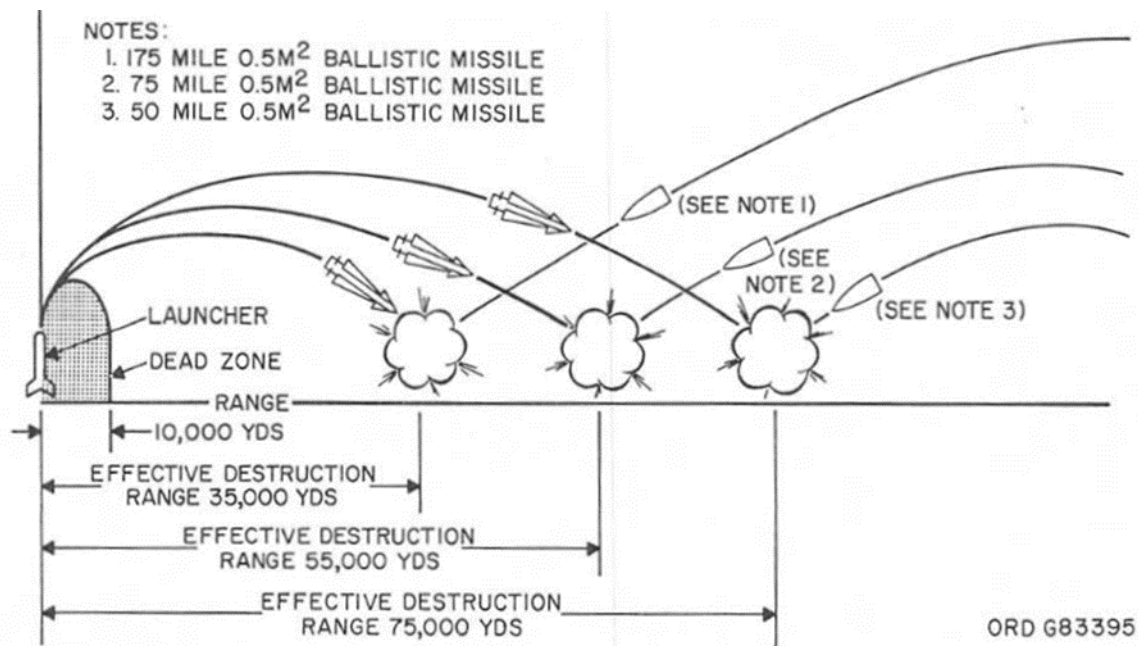 NOTES:
1. 175 MILE 0.5M² BALLISTIC MISSILE
2. 75 MILE 0.5M² BALLISTIC MISSILE
3. 50 MILE 0.5M² BALLISTIC MISSILE
(SEE NOTE 1)
(SEE
NOTE 2)
(SEE NOTE 3)
LAUNCHER
DEAD ZONE
RANGE
10,000 YDS
EFFECTIVE DESTRUCTION
RANGE 35,000 YDS
EFFECTIVE DESTRUCTION
RANGE 55,000 YDS
EFFECTIVE DESTRUCTION
RANGE 75,000 YDS
ORD G83395